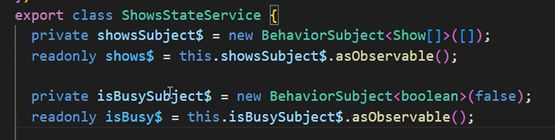 export class ShowsStateService {
private showsSubject$ = new BehaviorSubject<Show[]>([]);
readonly shows$ = this.showsSubject$.asObservable();
private isBusySubject$ = new BehaviorSubject<boolean>(false);
readonly isBusy$ = this.isBusySubject$.asObservable();